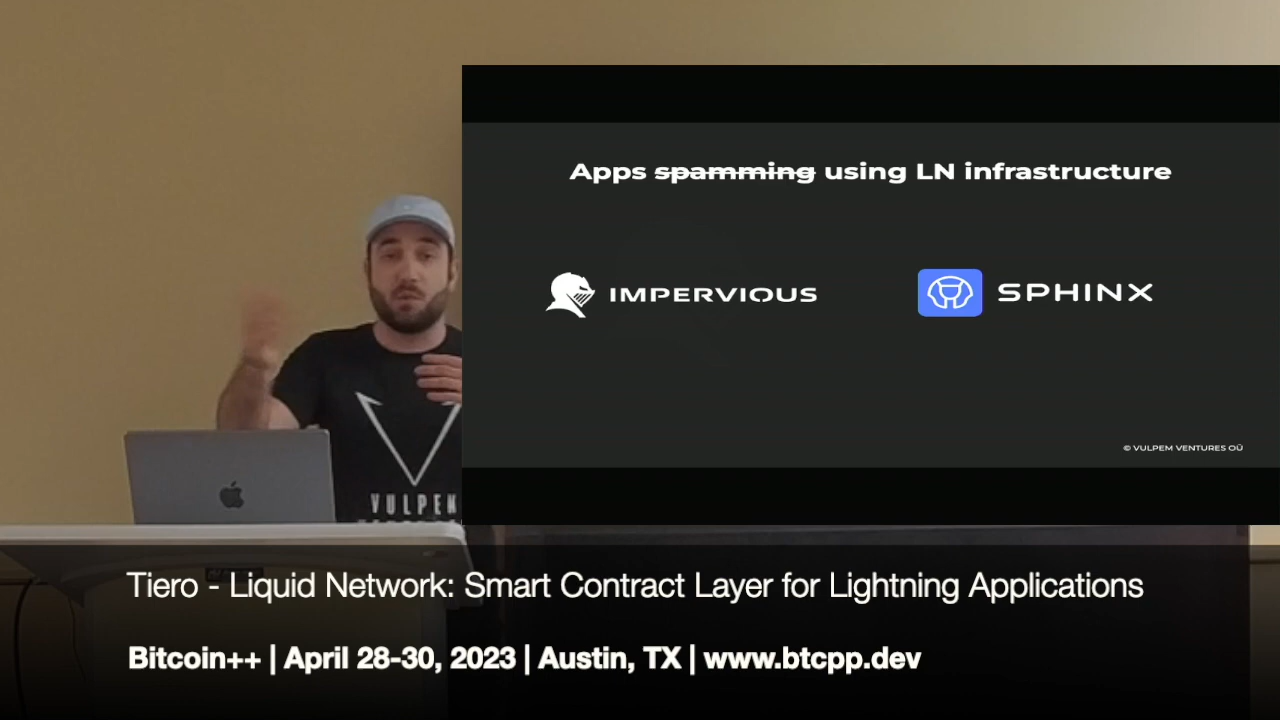 Apps spamming using LN infrastructure
IMPERVIOUS
SPHINX
© VULPEM VENTURES OÜ
VULPE
Tiero - Liquid Network: Smart Contract Layer for Lightning Applications
Bitcoin++ | April 28-30, 2023 | Austin, TX | www.btcpp.dev